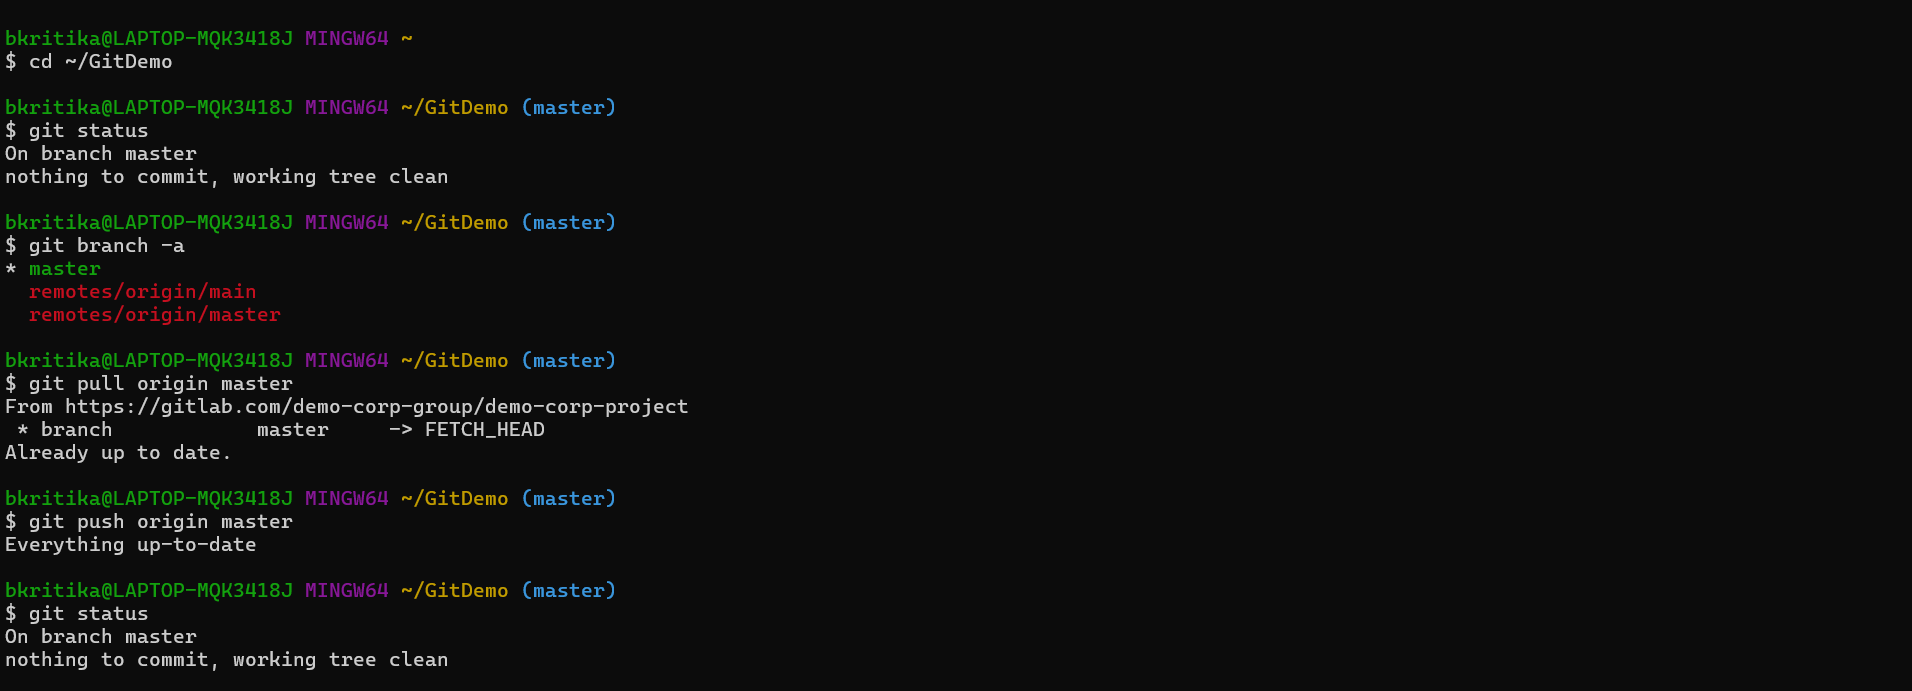 bkritika@LAPTOP-MQK3418J MINGW64 ~
$ cd ~/GitDemo
bkritika@LAPTOP-MQK3418J MINGW64 ~/GitDemo (master)
$ git status
On branch master
nothing to commit, working tree clean
bkritika@LAPTOP-MQK3418J MINGW64 ~/GitDemo (master)
$ git branch -a
* master
  remotes/origin/main
  remotes/origin/master
bkritika@LAPTOP-MQK3418J MINGW64 ~/GitDemo (master)
$ git pull origin master
From https://gitlab.com/demo-corp-group/demo-corp-project
 * branch            master     -> FETCH_HEAD
Already up to date.
bkritika@LAPTOP-MQK3418J MINGW64 ~/GitDemo (master)
$ git push origin master
Everything up-to-date
bkritika@LAPTOP-MQK3418J MINGW64 ~/GitDemo (master)
$ git status
On branch master
nothing to commit, working tree clean